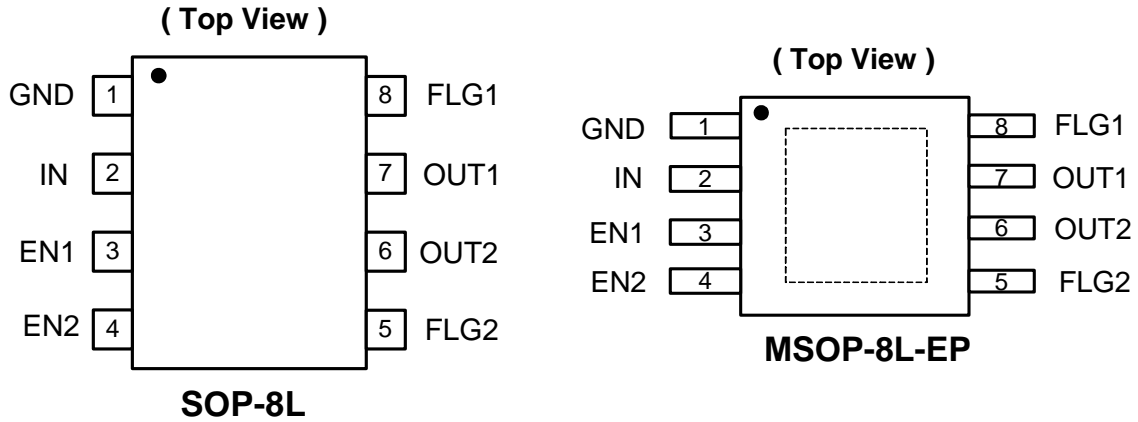 ( Top View )
GND 1 8 FLG1
IN 2 7 OUT1
EN1 3 6 OUT2
EN2 4 5 FLG2
SOP-8L
( Top View )
GND 1 8 FLG1
IN 2 7 OUT1
EN1 3 6 OUT2
EN2 4 5 FLG2
MSOP-8L-EP